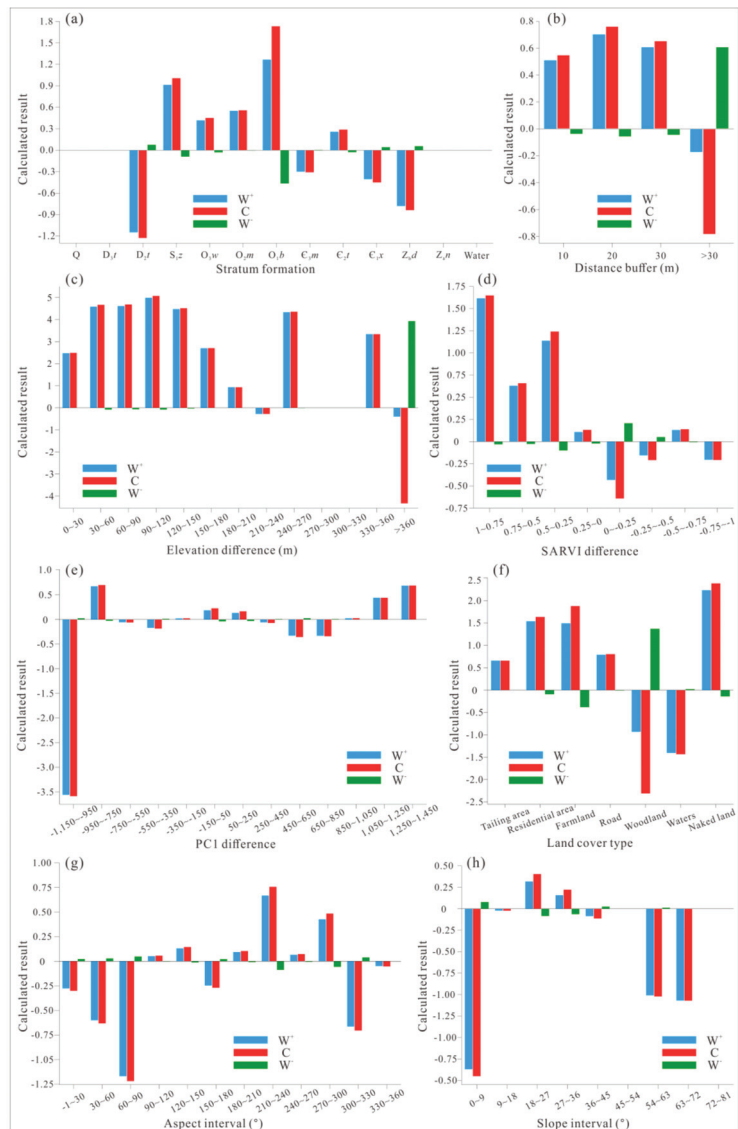 (a)
1.8
1.5
1.2
0.9
0.6
0.3
0.0
-0.3
-0.6
-0.9
-1.2
Calculated result
W⁺
C
W⁻
Q D₃t D₂t S₁z O₃w O₂m O₁b Є₃m Є₂t Є₁x Z₂d Z₁n Water
Stratum formation
(b)
0.8
0.6
0.4
0.2
0.0
-0.2
-0.4
-0.6
-0.8
Calculated result
W⁺
C
W⁻
10 20 30 >30
Distance buffer (m)
(c)
5
4
3
2
1
0
-1
-2
-3
-4
Calculated result
W⁺
C
W⁻
0~30 30~60 60~90 90~120 120~150 150~180 180~210 210~240 240~270 270~300 300~330 330~360 >360
Elevation difference (m)
(d)
1.75
1.50
1.25
1.00
0.75
0.50
0.25
0
-0.25
-0.50
-0.75
Calculated result
W⁺
C
W⁻
1~0.75 0.75~0.5 0.5~0.25 0.25~0 0~-0.25 -0.25~-0.5 -0.5~-0.75 -0.75~-1
SARVI difference
(e)
1.0
0.5
0
-0.5
-1.0
-1.5
-2.0
-2.5
-3.0
-3.5
Calculated result
W⁺
C
W⁻
-1,150~-950 -950~-750 -750~-550 -550~-350 -350~-150 -150~50 50~250 250~450 450~650 650~850 850~1,050 1,050~1,250 1,250~1,450
PC1 difference
(f)
2.5
2.0
1.5
1.0
0.5
0
-0.5
-1.0
-1.5
-2.0
-2.5
Calculated result
W⁺
C
W⁻
Tailing area Residential area Farmland Road Woodland Waters Naked land
Land cover type
(g)
1.00
0.75
0.50
0.25
0
-0.25
-0.50
-0.75
-1.05
-1.25
Calculated result
W⁺
C
W⁻
-1~30 30~60 60~90 90~120 120~150 150~180 180~210 210~240 240~270 270~300 300~330 330~360
Aspect interval (°)
(h)
0.50
0.25
0
Calculated result
-1.00
-1.25
W⁺
C
W⁻
0~9 9~18 18~27 27~36 36~45 45~54 54~63 63~72 72~81
Slope interval (°)